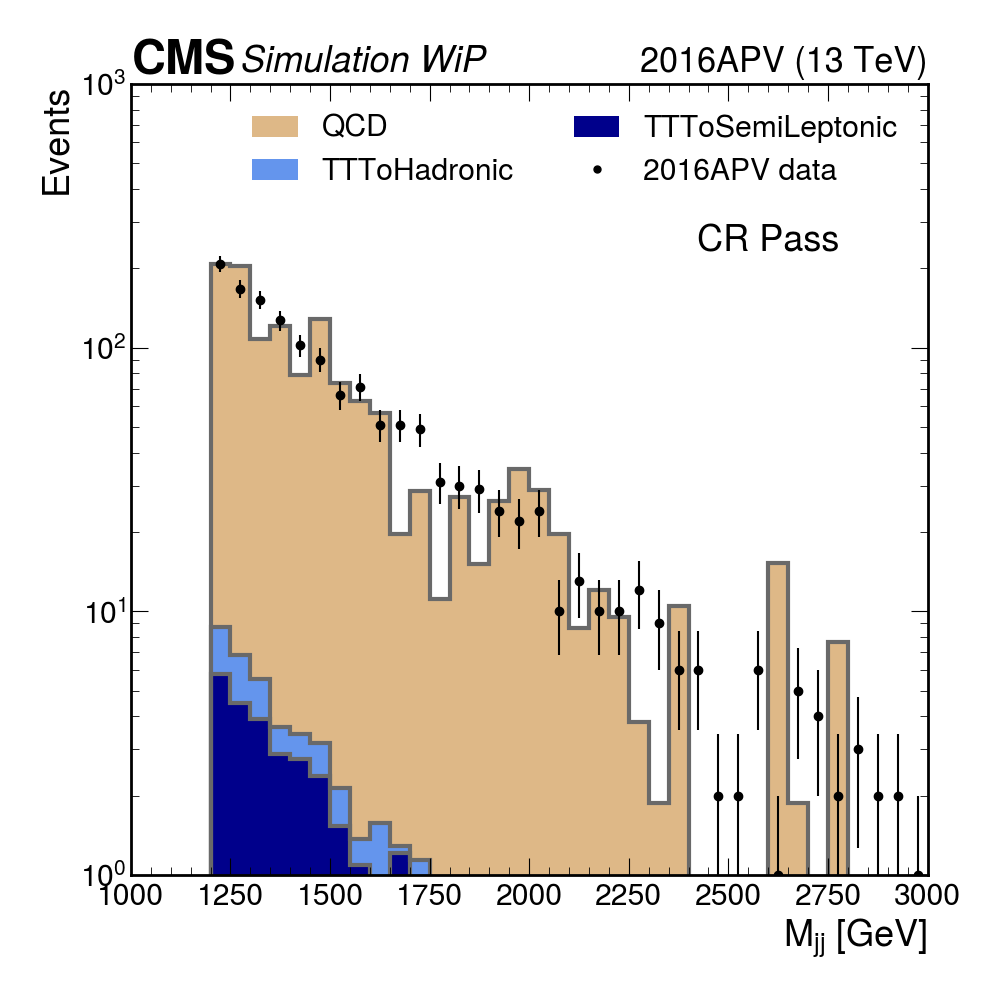 CMS Simulation WiP 2016APV (13 TeV)
Events
QCD
TTToHadronic
TTToSemiLeptonic
2016APV data
CR Pass
10³
10²
10¹
10⁰
1000 1250 1500 1750 2000 2250 2500 2750 3000
M_jj [GeV]